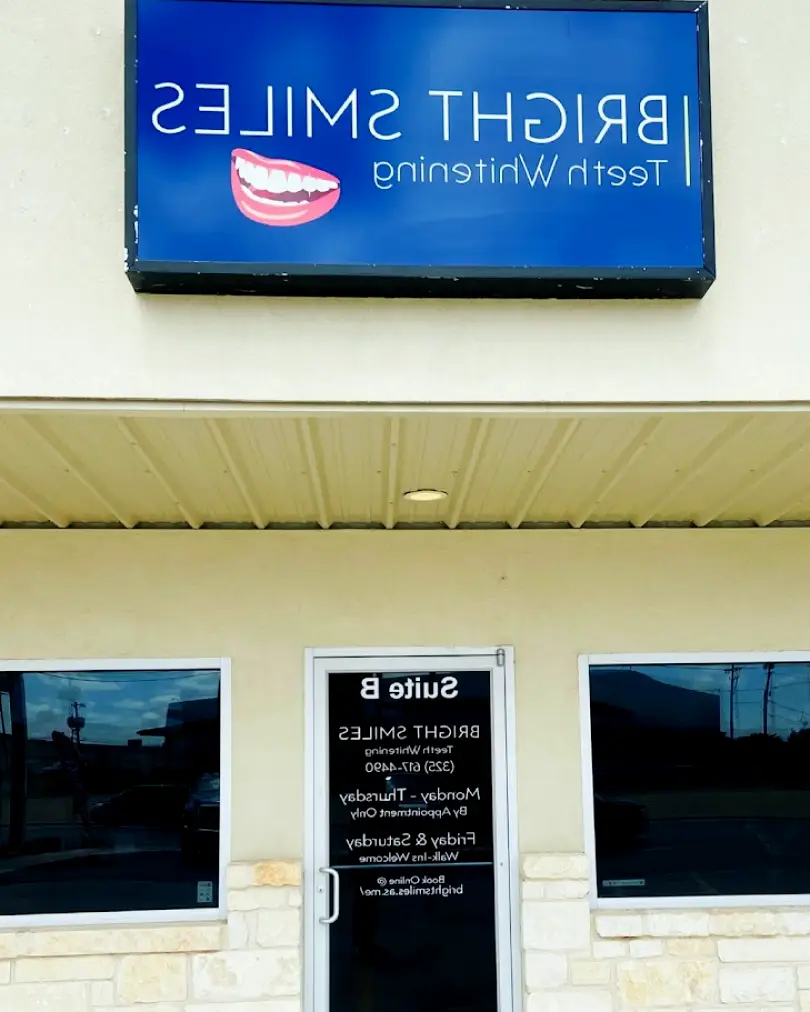 BRIGHT SMILES
Teeth Whitening
Suite B
BRIGHT SMILES
Teeth Whitening
(325) 617-4490
Monday - Thursday
By Appointment Only
Friday & Saturday
Walk-Ins Welcome
Book Online @
brightsmiles.as.me/